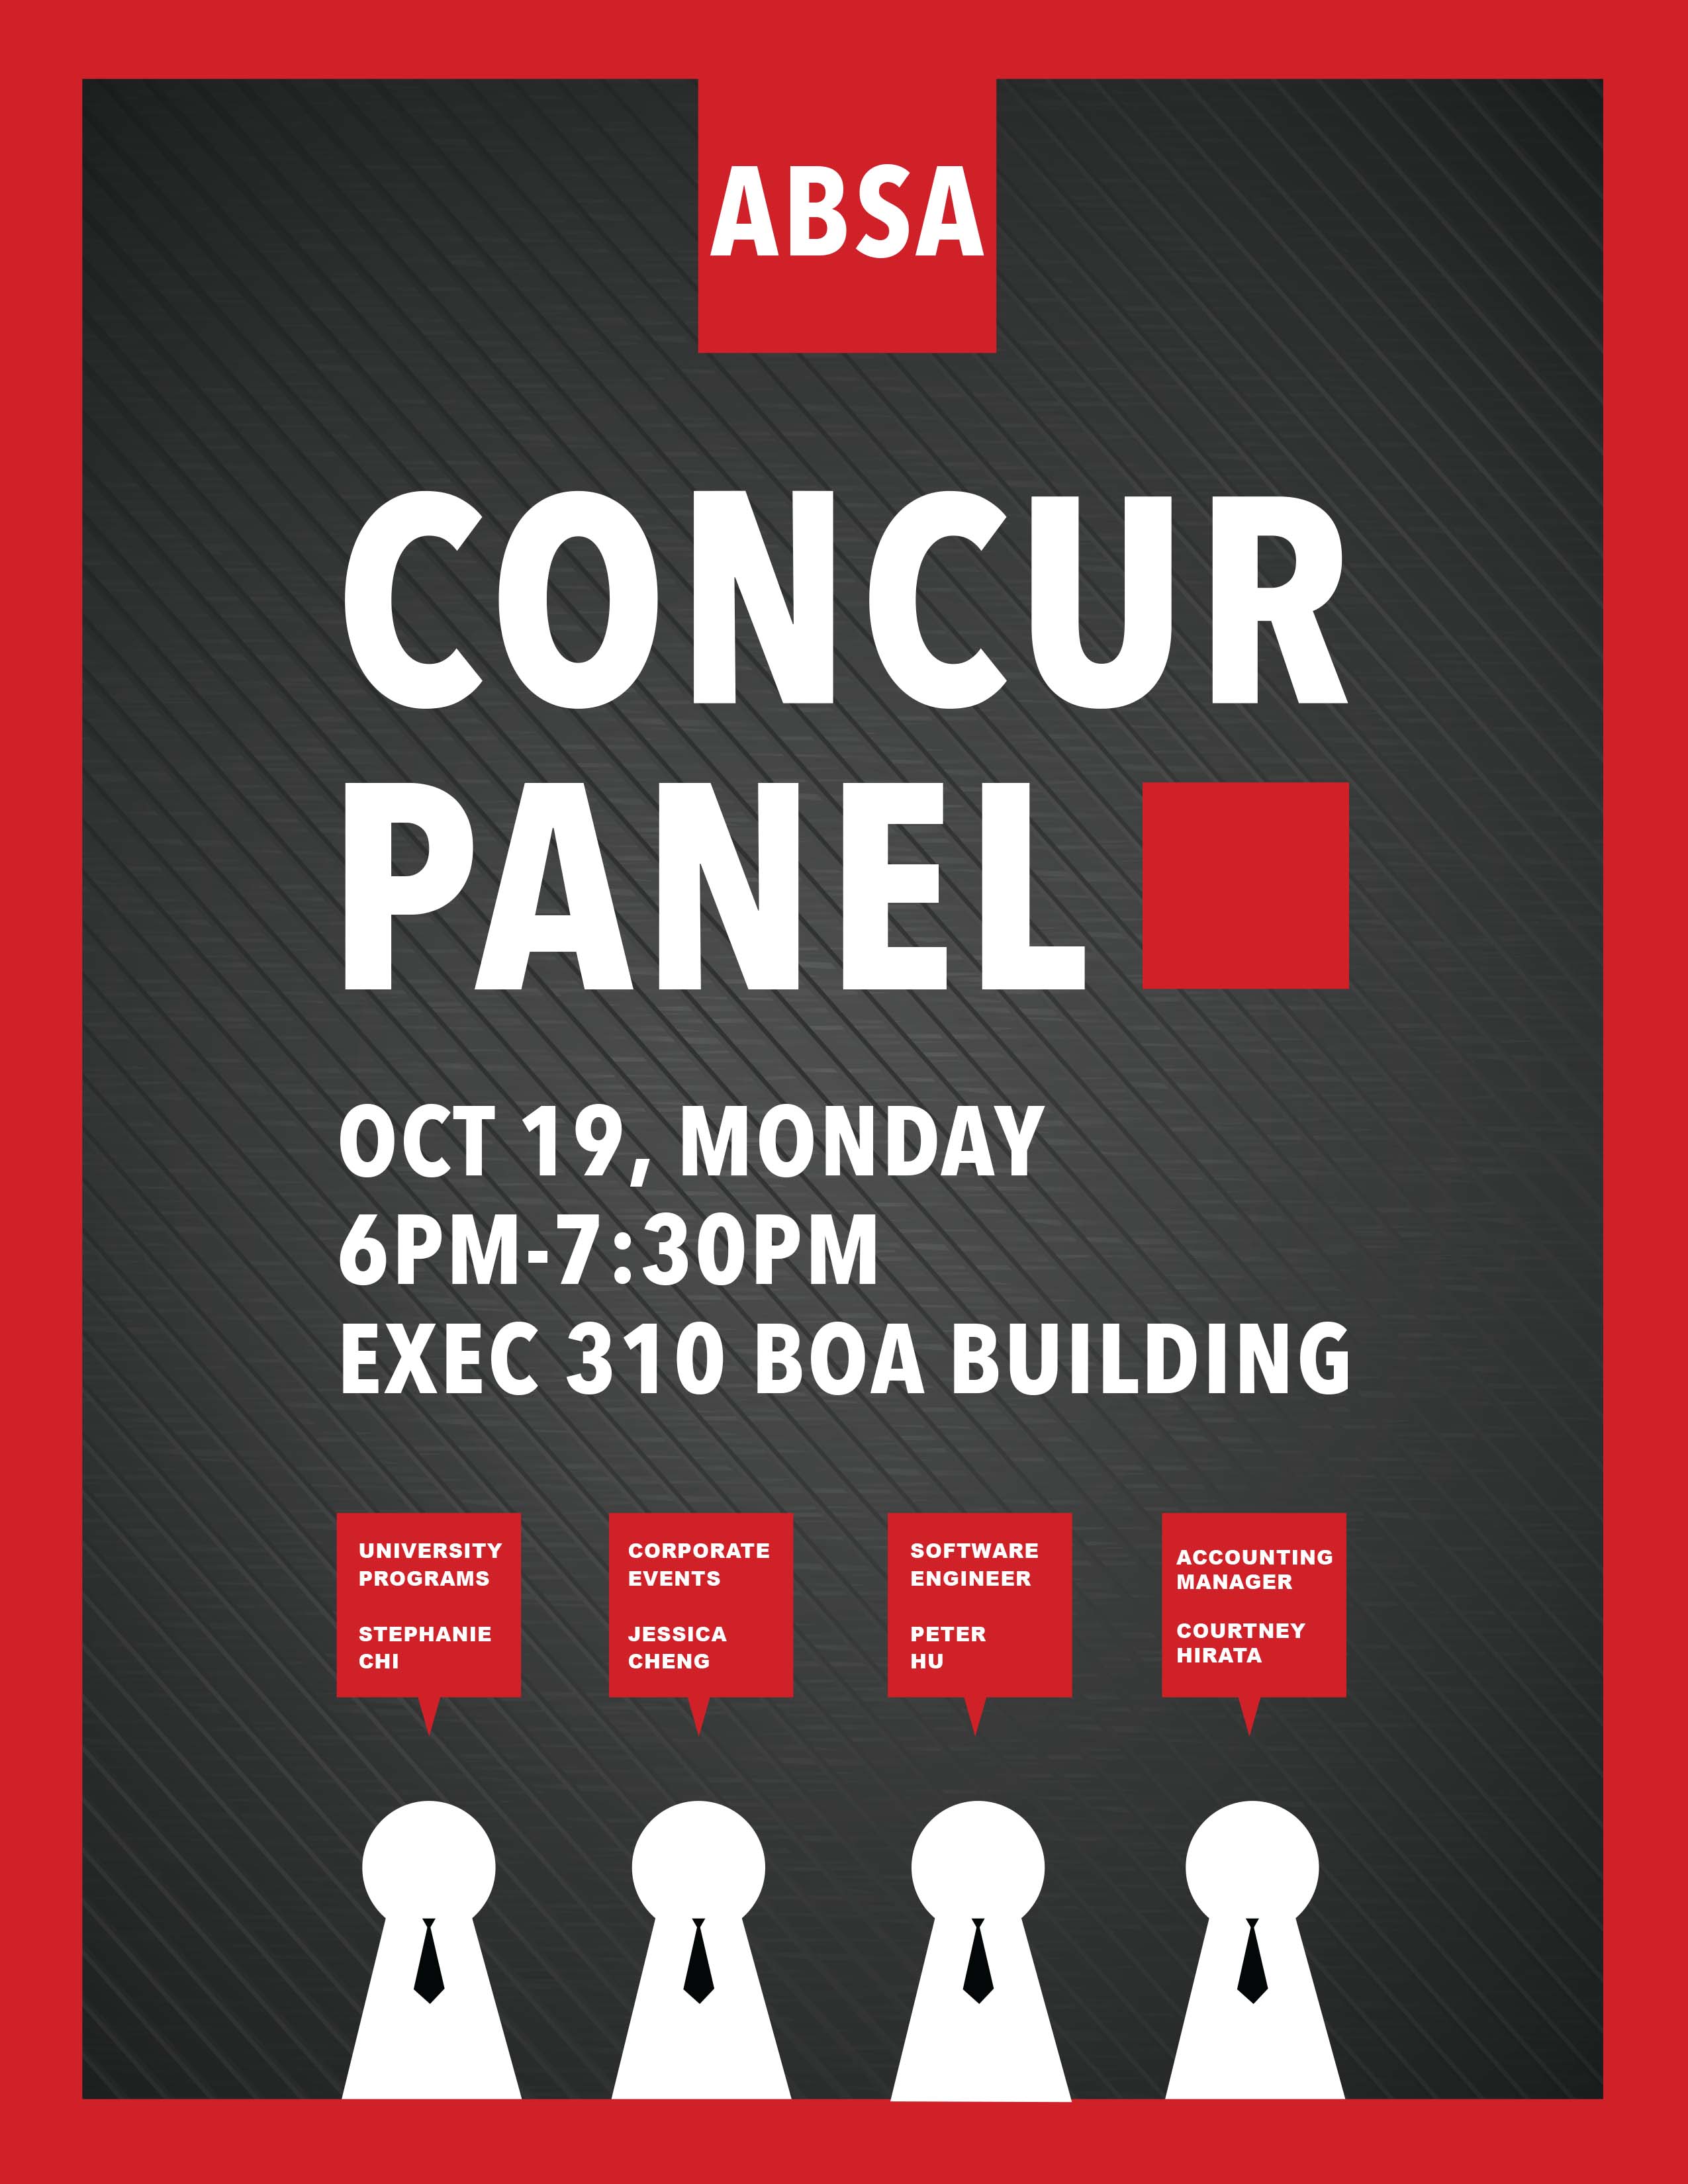 ABSA
CONCUR
PANEL
OCT 19, MONDAY
6PM-7:30PM
EXEC 310 BOA BUILDING
UNIVERSITY
PROGRAMS
STEPHANIE
CHI
CORPORATE
EVENTS
JESSICA
CHENG
SOFTWARE
ENGINEER
PETER
HU
ACCOUNTING
MANAGER
COURTNEY
HIRATA